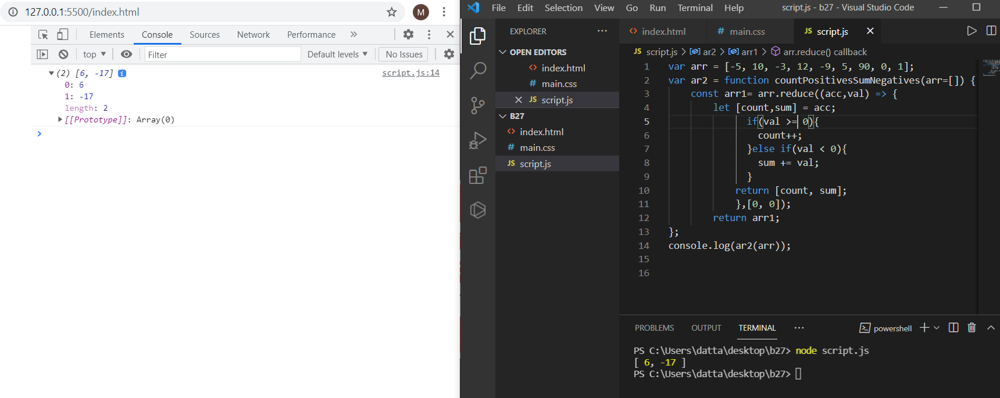 127.0.0.1:5500/index.html
M
Elements Console Sources Network Performance »
top Filter Default levels No Issues
(2) [6, -17] i script.js:14
0: 6
1: -17
length: 2
[[Prototype]]: Array(0)
>
File Edit Selection View Go Run Terminal Help script.js - b27 - Visual Studio Code
EXPLORER ...
OPEN EDITORS
<> index.html
# main.css
JS script.js
B27
<> index.html
# main.css
JS script.js
<> index.html # main.css JS script.js
JS script.js > ar2 > arr1 > arr.reduce() callback
1 var arr = [-5, 10, -3, 12, -9, 5, 90, 0, 1];
2 var ar2 = function countPositivesSumNegatives(arr=[]) {
3 const arr1= arr.reduce((acc,val) => {
4 let [count,sum] = acc;
5 if(val >= 0){
6 count++;
7 }else if(val < 0){
8 sum += val;
9 }
10 return [count, sum];
11 },[0, 0]);
12 return arr1;
13 };
14 console.log(ar2(arr));
15
16
PROBLEMS OUTPUT TERMINAL ... powershell
PS C:\Users\datta\desktop\b27> node script.js
[ 6, -17 ]
PS C:\Users\datta\desktop\b27>